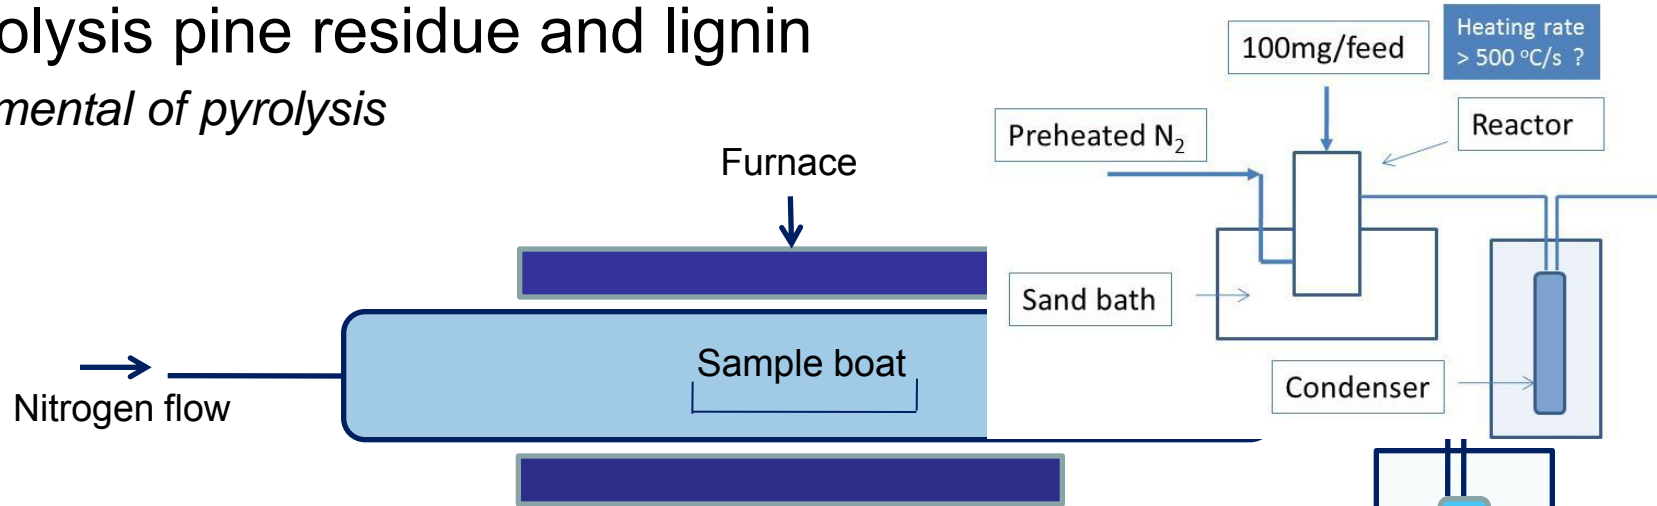 olysis pine residue and lignin
mental of pyrolysis
Furnace
Sample boat
Nitrogen flow
100mg/feed
Heating rate
> 500 °C/s ?
Preheated N₂
Reactor
Sand bath
Condenser